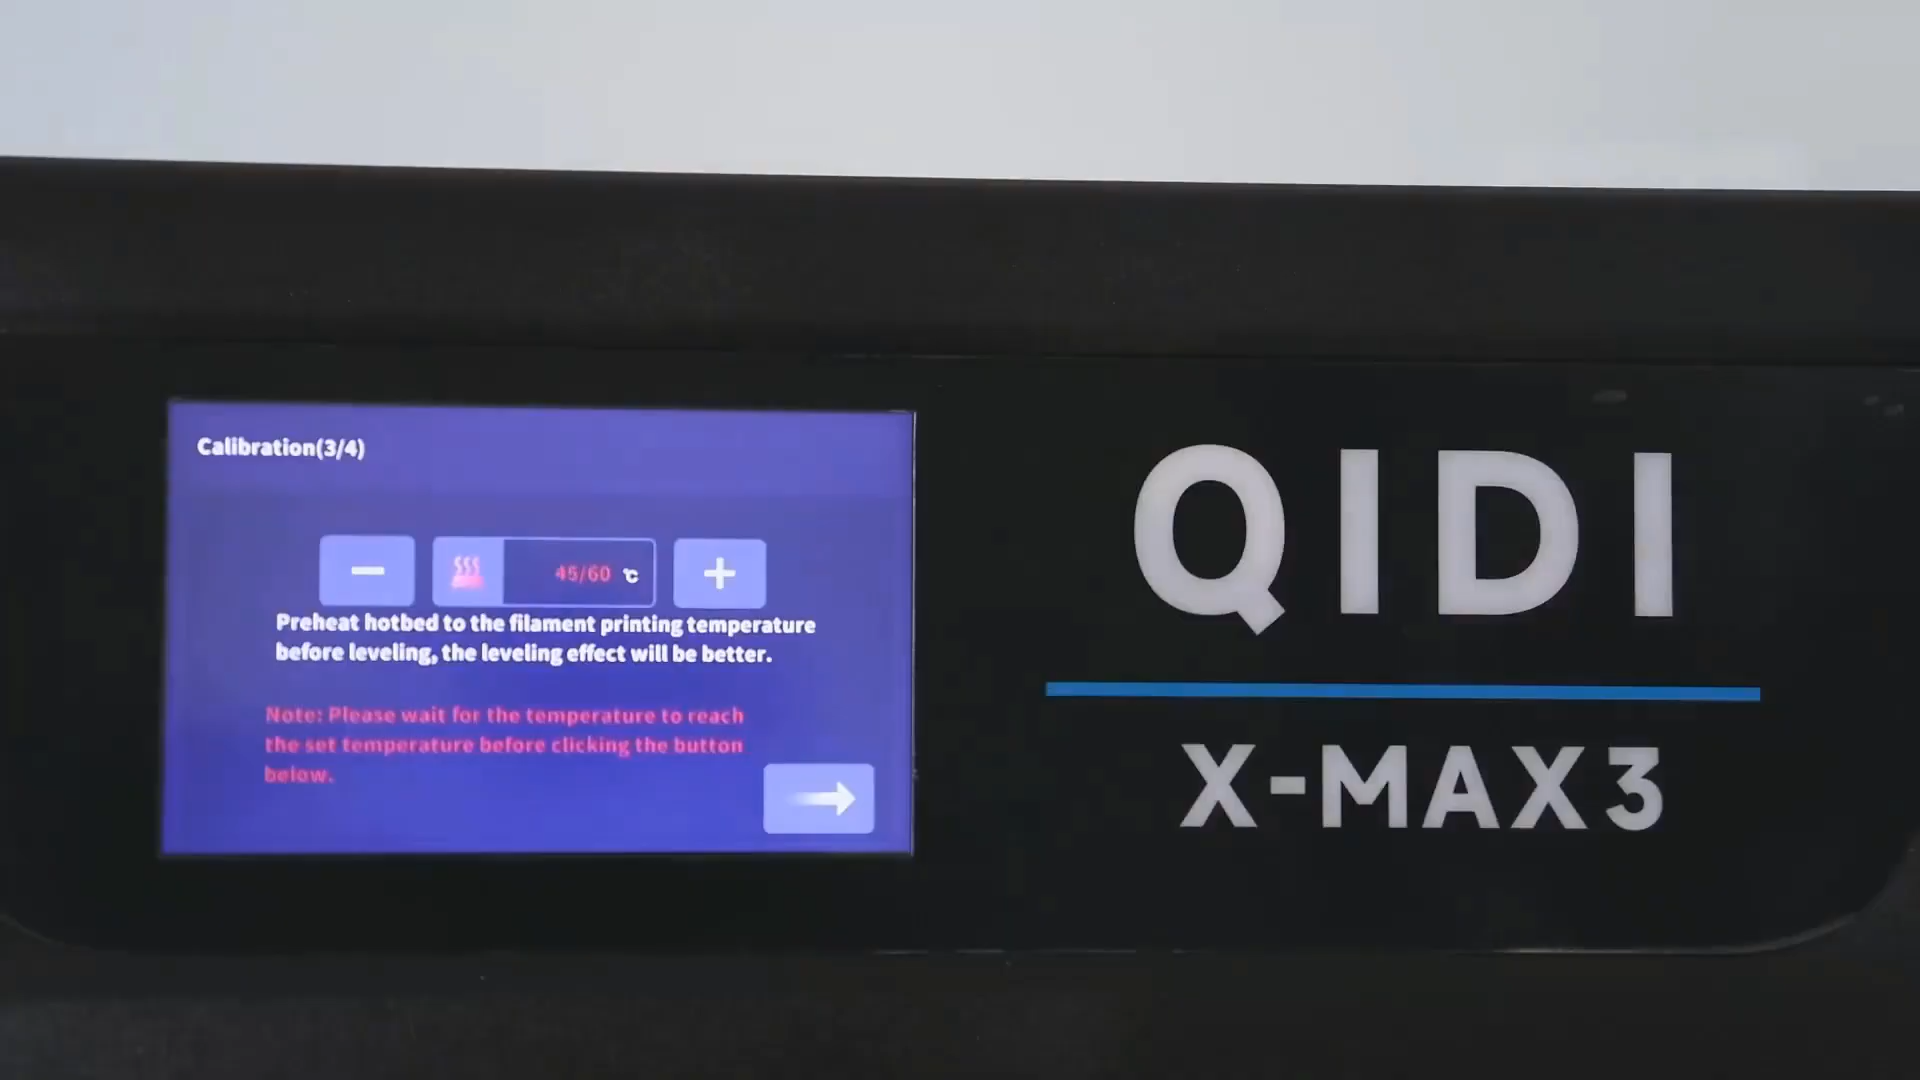 Calibration(3/4)
45/60 ℃
Preheat hotbed to the filament printing temperature
before leveling, the leveling effect will be better.
Note: Please wait for the temperature to reach
the set temperature before clicking the button
below.
QIDI
X-MAX3